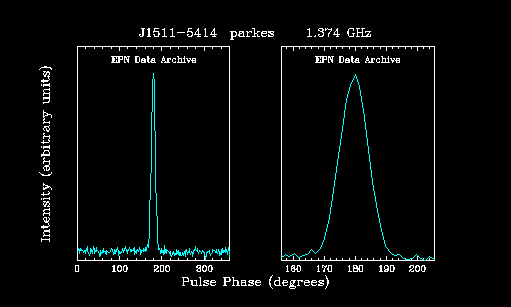 J1511-5414 parkes 1.374 GHz
EPN Data Archive
EPN Data Archive
Intensity (arbitrary units)
0 100 200 300
160 170 180 190 200
Pulse Phase (degrees)